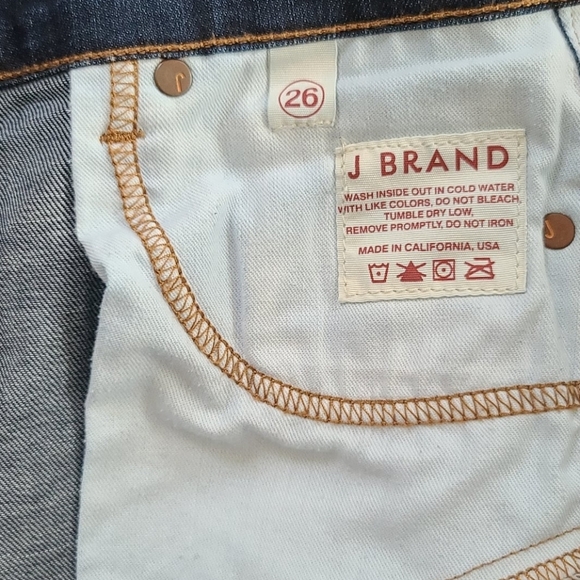 J
26
J BRAND
WASH INSIDE OUT IN COLD WATER
WITH LIKE COLORS, DO NOT BLEACH,
TUMBLE DRY LOW,
REMOVE PROMPTLY, DO NOT IRON
MADE IN CALIFORNIA, USA
J